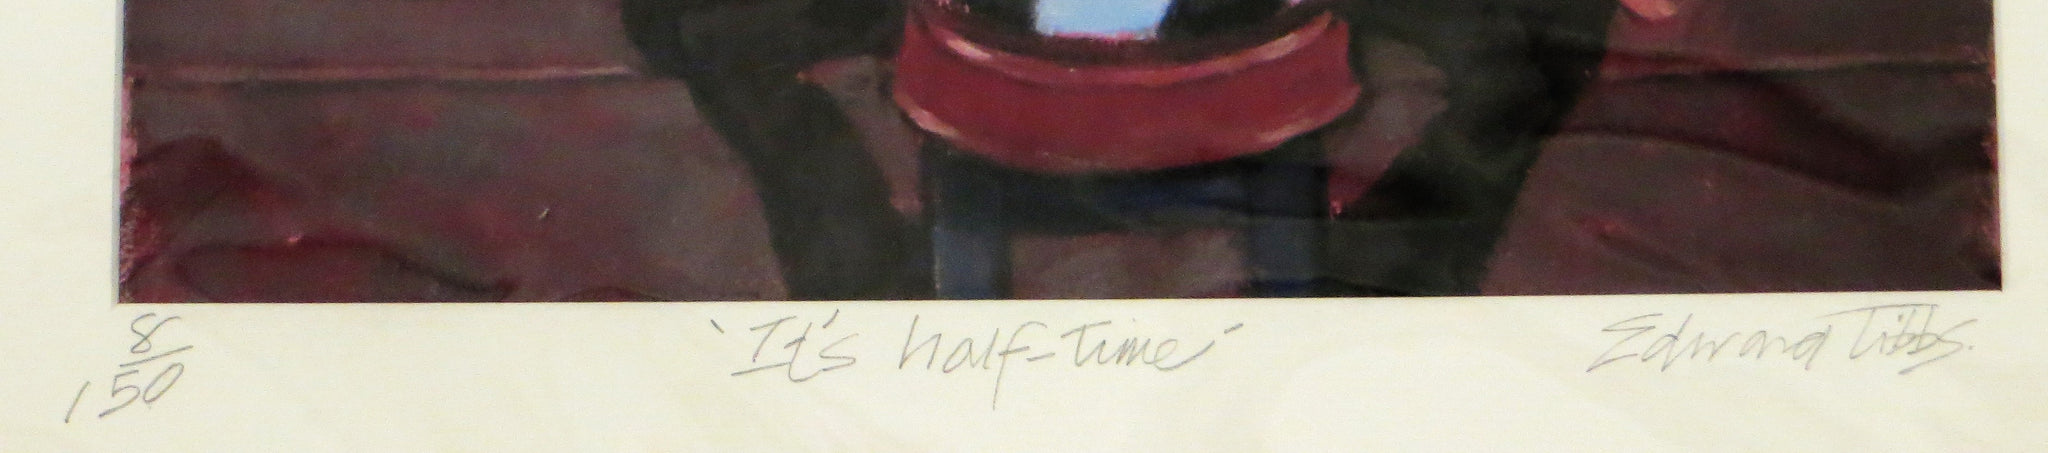 8/150
'It's half-time'
Edward Tibbs.